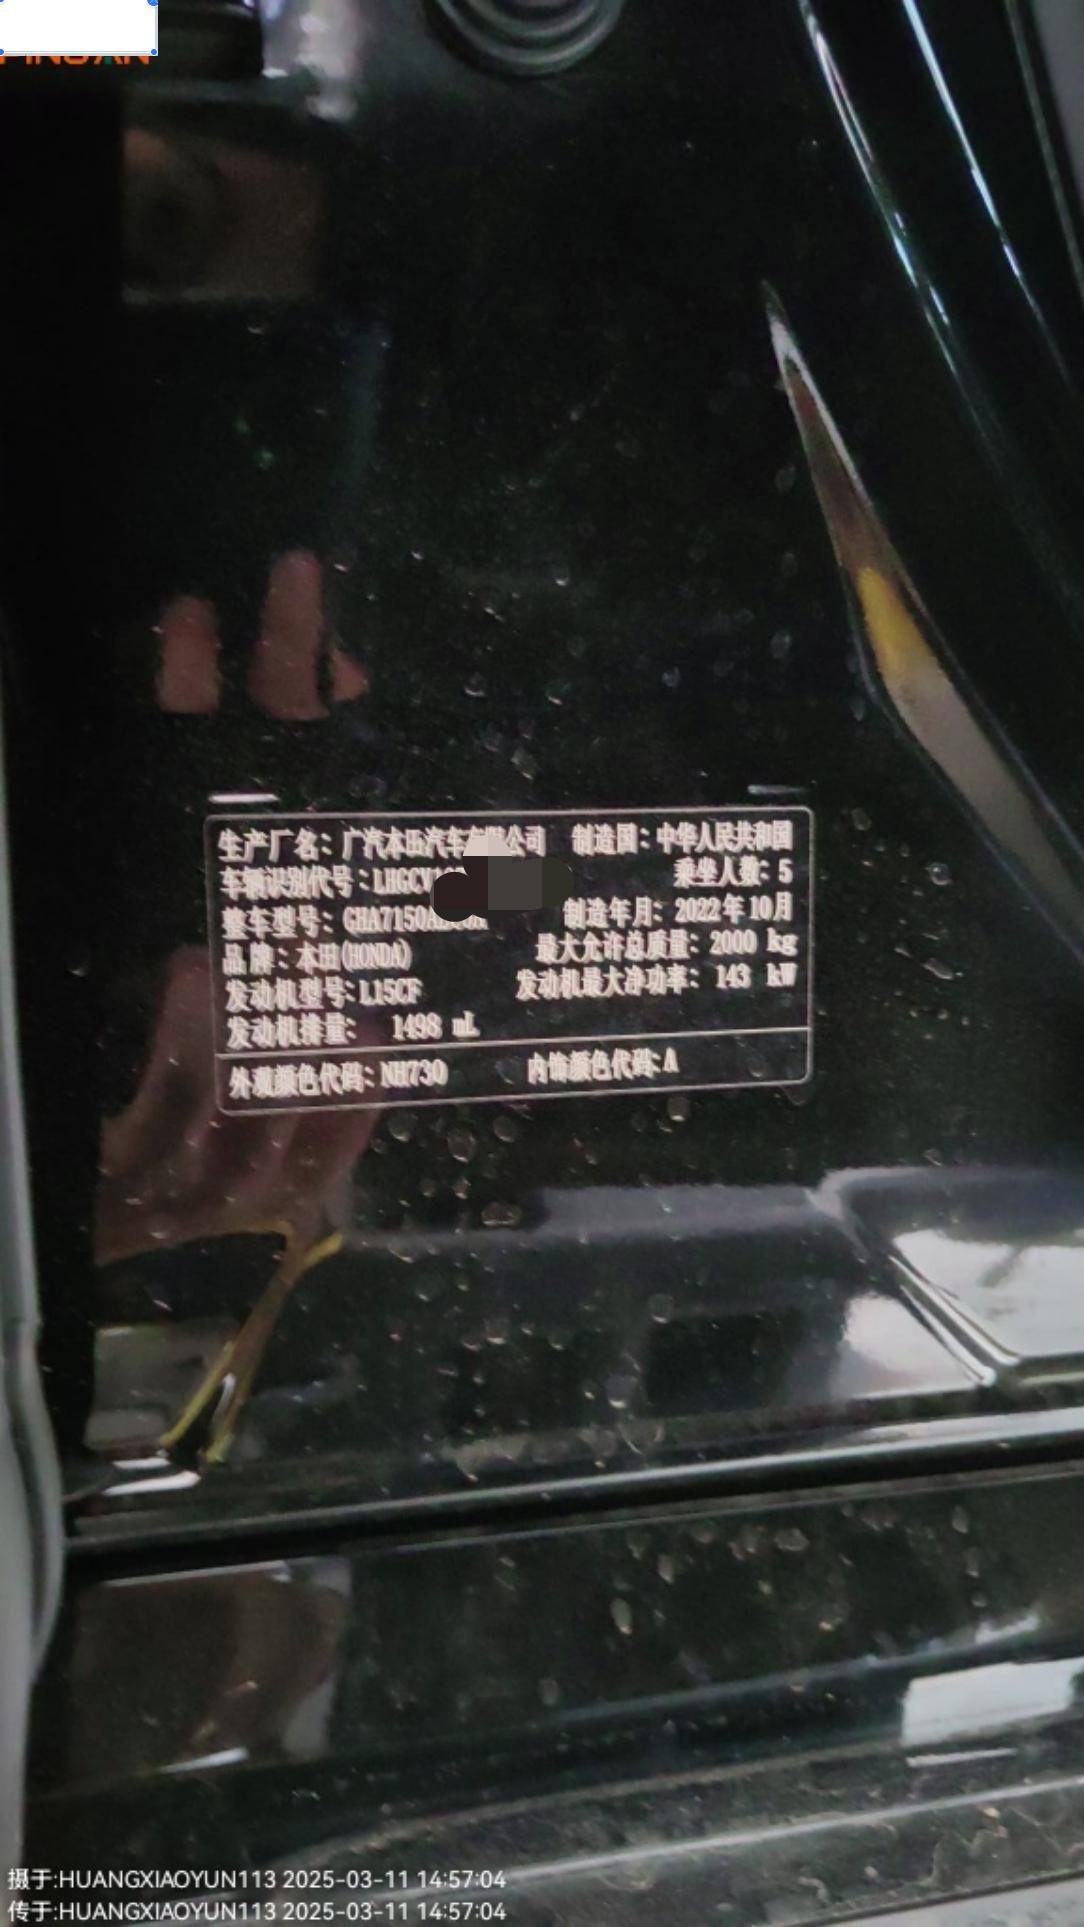 生产厂名：广汽本田汽车有限公司 制造国：中华人民共和国
车辆识别代号：LHGCV1 乘坐人数：5
整车型号：GHA7150A 制造年月：2022年10月
品牌：本田(HONDA) 最大允许总质量：2000 kg
发动机型号：L15CF 发动机最大净功率：143 kW
发动机排量： 1498 mL
外观颜色代码：NH730 内饰颜色代码：A
摄于:HUANGXIAOYUN113 2025-03-11 14:57:04
传于:HUANGXIAOYUN113 2025-03-11 14:57:04